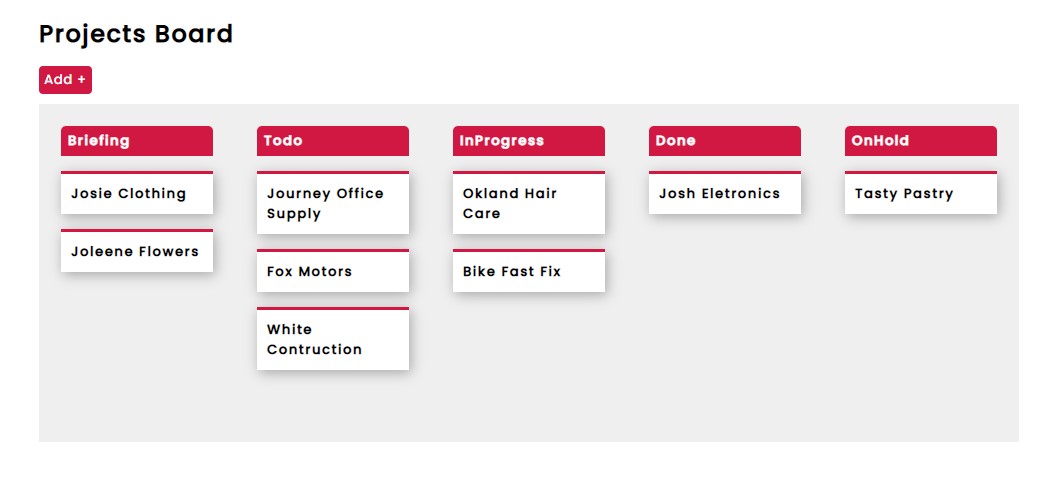 Projects Board
Add +
Briefing
Josie Clothing
Joleene Flowers
Todo
Journey Office
Supply
Fox Motors
White
Contruction
InProgress
Okland Hair
Care
Bike Fast Fix
Done
Josh Eletronics
OnHold
Tasty Pastry